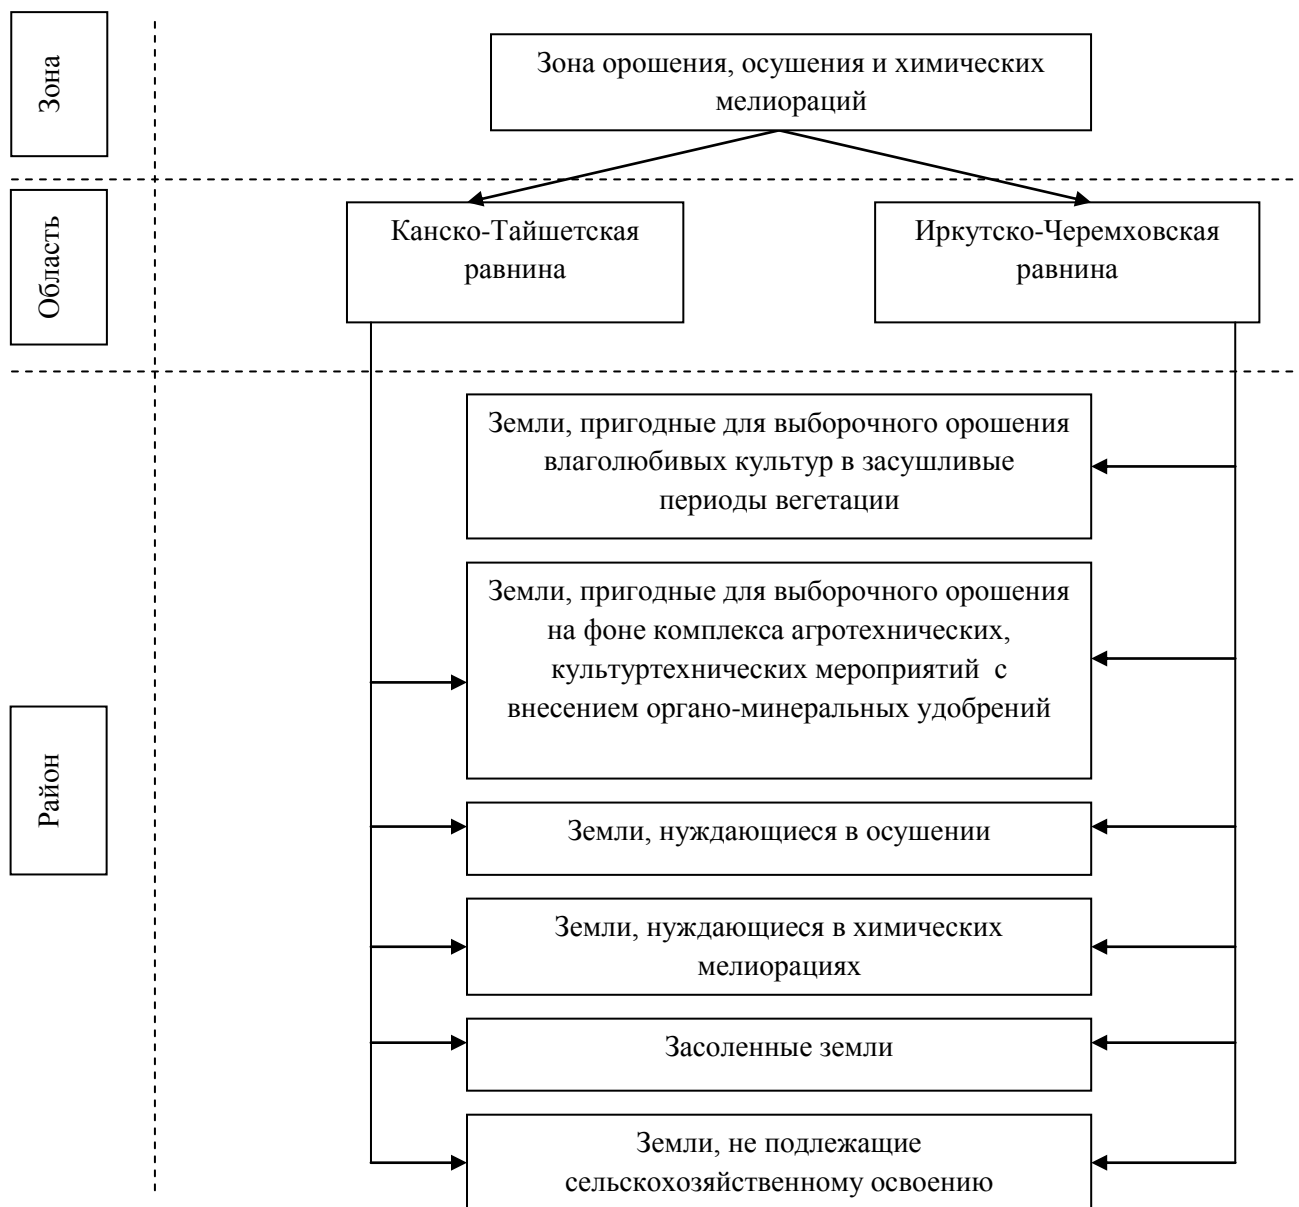 Зона
Зона орошения, осушения и химических
мелиораций
Область
Канско-Тайшетская
равнина
Иркутско-Черемховская
равнина
Район
Земли, пригодные для выборочного орошения
влаголюбивых культур в засушливые
периоды вегетации
Земли, пригодные для выборочного орошения
на фоне комплекса агротехнических,
культуртехнических мероприятий с
внесением органо-минеральных удобрений
Земли, нуждающиеся в осушении
Земли, нуждающиеся в химических
мелиорациях
Засоленные земли
Земли, не подлежащие
сельскохозяйственному освоению